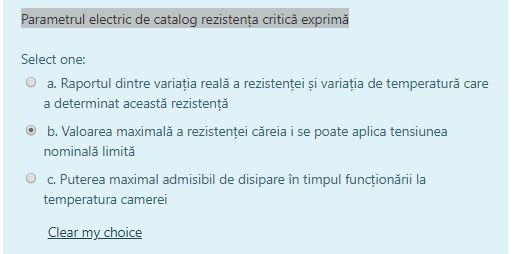 Parametrul electric de catalog rezistența critică exprimă
Select one:
a. Raportul dintre variația reală a rezistenței și variația de temperatură care
a determinat această rezistență
b. Valoarea maximală a rezistenței căreia i se poate aplica tensiunea
nominală limită
c. Puterea maximal admisibil de disipare în timpul funcționării la
temperatura camerei
Clear my choice